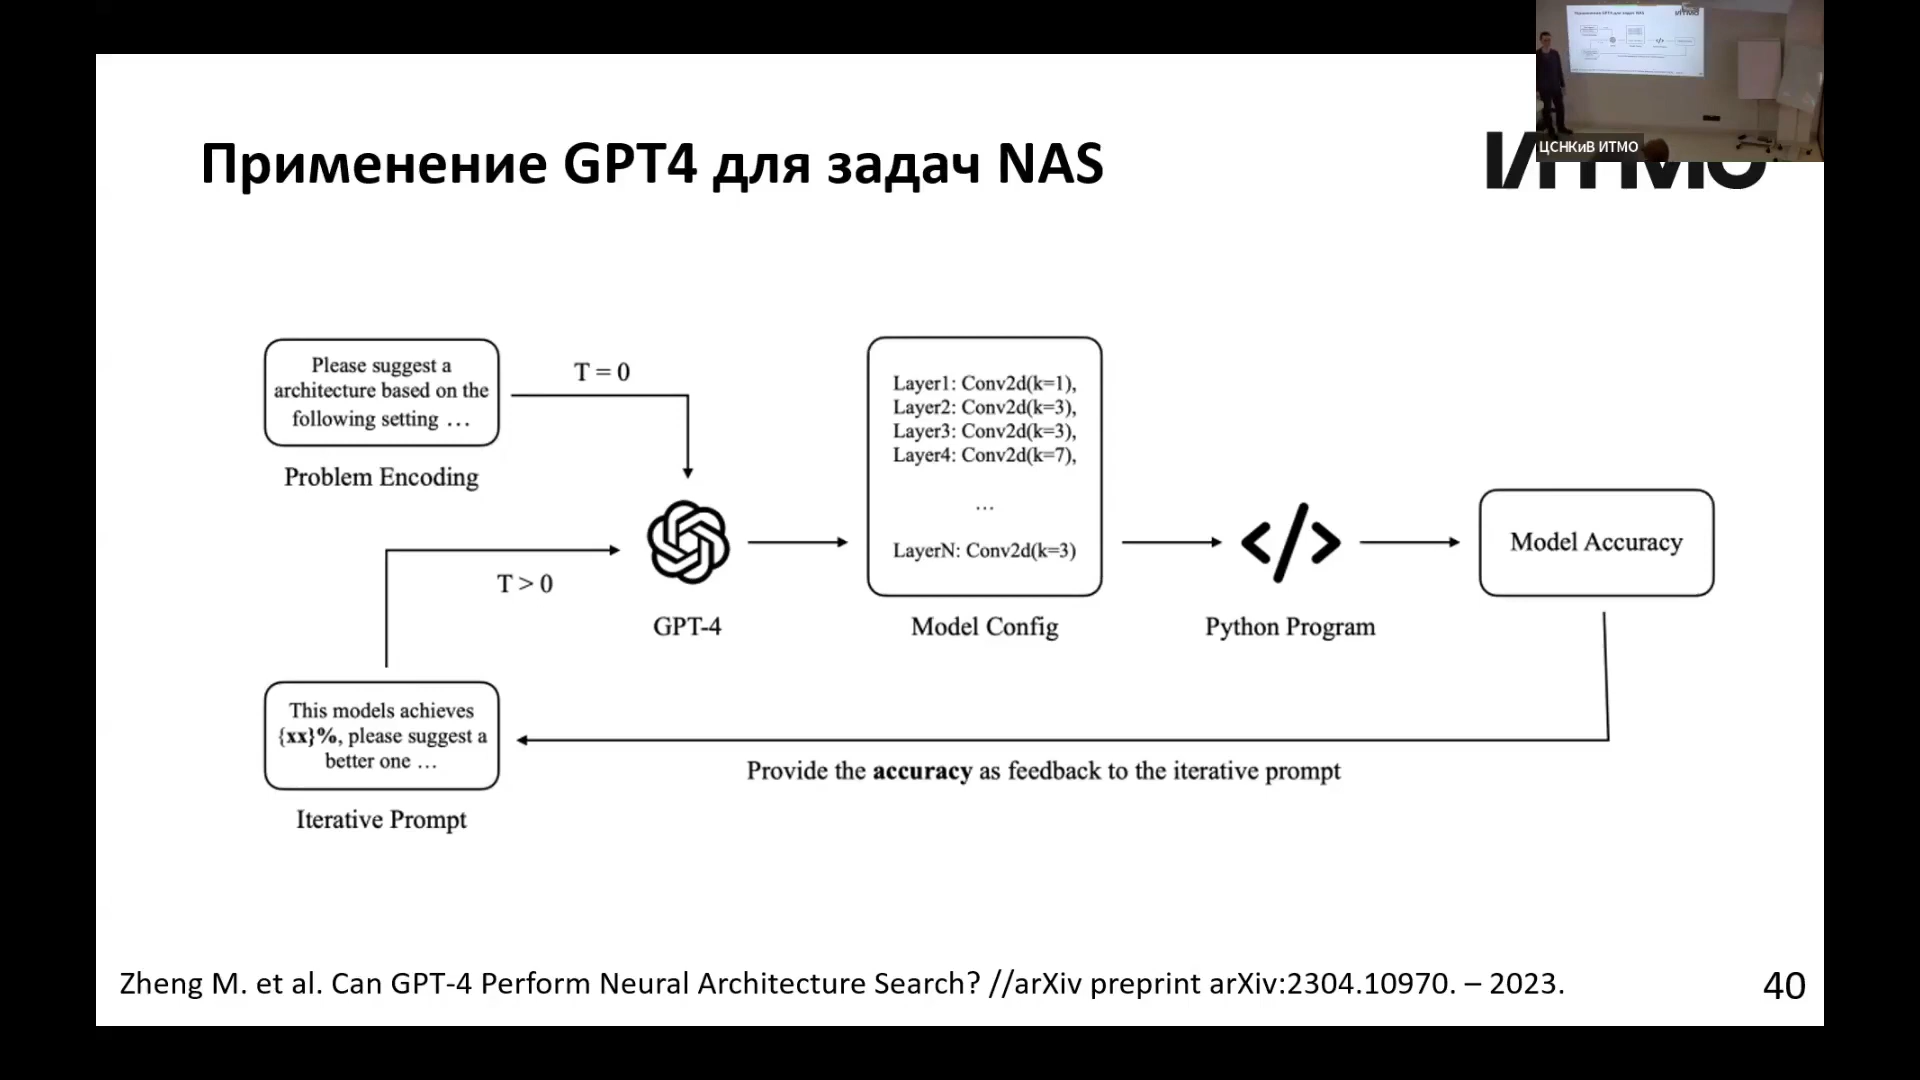 Применение GPT4 для задач NAS
ИТМО
ЦСНКиВ ИТМО
Please suggest a
architecture based on the
following setting …
Problem Encoding
T = 0
T > 0
GPT-4
Layer1: Conv2d(k=1),
Layer2: Conv2d(k=3),
Layer3: Conv2d(k=3),
Layer4: Conv2d(k=7),
…
LayerN: Conv2d(k=3)
Model Config
</>
Python Program
Model Accuracy
This models achieves
{xx}%, please suggest a
better one …
Iterative Prompt
Provide the accuracy as feedback to the iterative prompt
Zheng M. et al. Can GPT-4 Perform Neural Architecture Search? //arXiv preprint arXiv:2304.10970. – 2023.
40